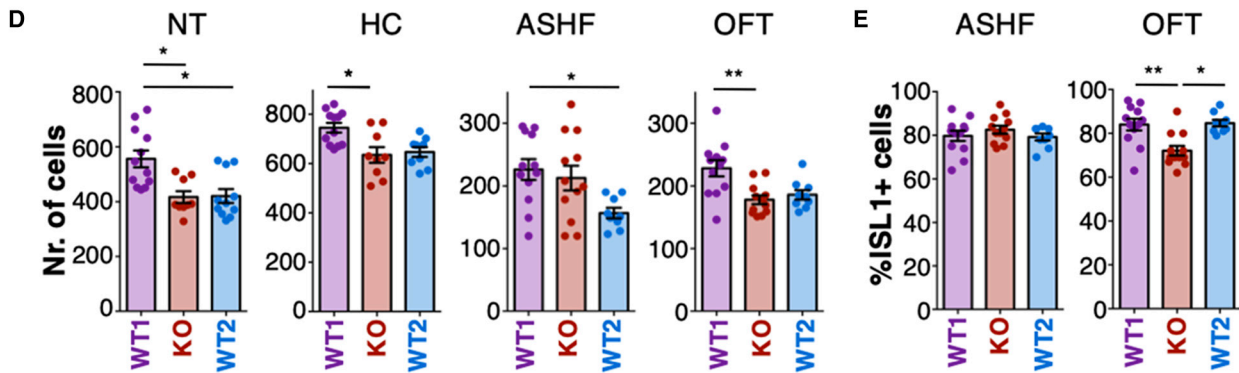 D
NT
HC
ASHF
OFT
E
ASHF
OFT
*
*
*
*
**
**
*
Nr. of cells
800
600
400
200
0
800
600
400
200
0
300
200
100
0
300
200
100
0
%ISL1+ cells
100
80
60
40
20
0
100
80
60
40
20
0
WT1
KO
WT2
WT1
KO
WT2
WT1
KO
WT2
WT1
KO
WT2
WT1
KO
WT2
WT1
KO
WT2